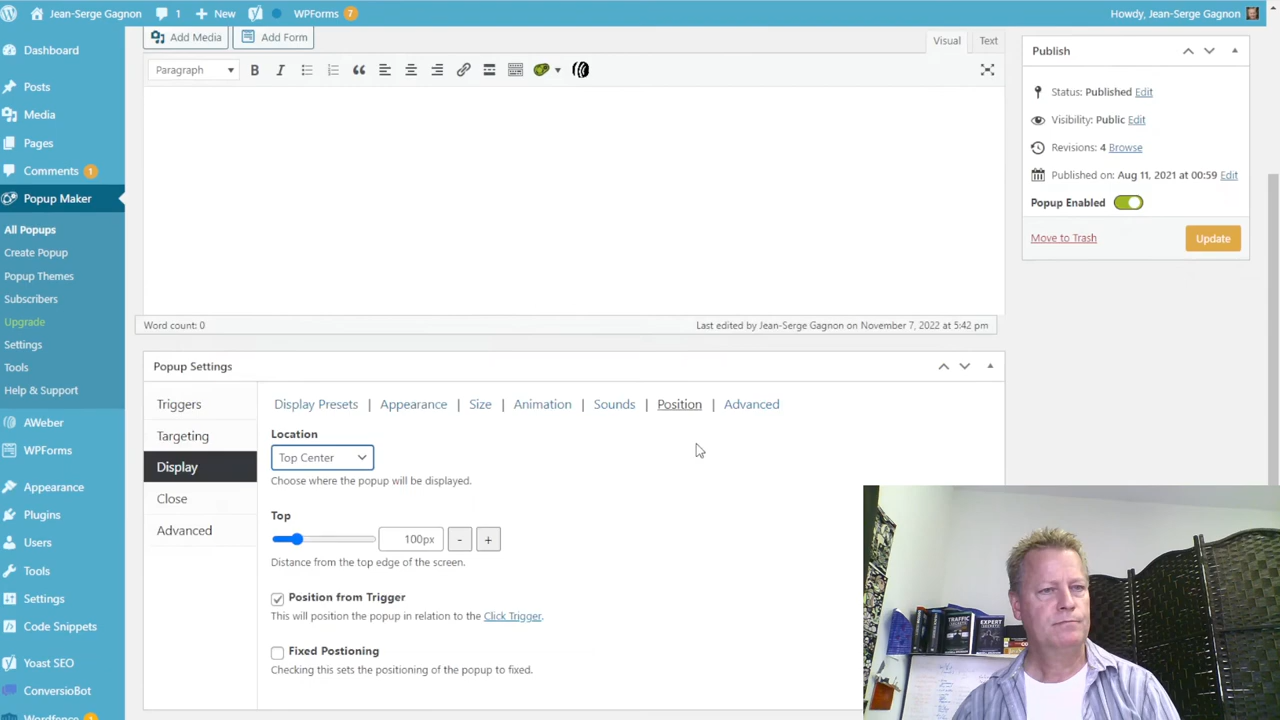 Jean-Serge Gagnon 1 New WPForms 7 Howdy, Jean-Serge Gagnon
Dashboard
Posts
Media
Pages
Comments 1
Popup Maker
All Popups
Create Popup
Popup Themes
Subscribers
Upgrade
Settings
Tools
Help & Support
AWeber
WPForms
Appearance
Plugins
Users
Tools
Settings
Code Snippets
Yoast SEO
ConversioBot
Wordfence 1
Add Media Add Form Visual Text
Paragraph
Word count: 0 Last edited by Jean-Serge Gagnon on November 7, 2022 at 5:42 pm
Publish
Status: Published Edit
Visibility: Public Edit
Revisions: 4 Browse
Published on: Aug 11, 2021 at 00:59 Edit
Popup Enabled
Move to Trash Update
Popup Settings
Triggers
Targeting
Display
Close
Advanced
Display Presets | Appearance | Size | Animation | Sounds | Position | Advanced
Location
Top Center
Choose where the popup will be displayed.
Top
100px - +
Distance from the top edge of the screen.
Position from Trigger
This will position the popup in relation to the Click Trigger.
Fixed Postioning
Checking this sets the positioning of the popup to fixed.
TRAFFIC
SECRETS
EXPERT
SECRETS